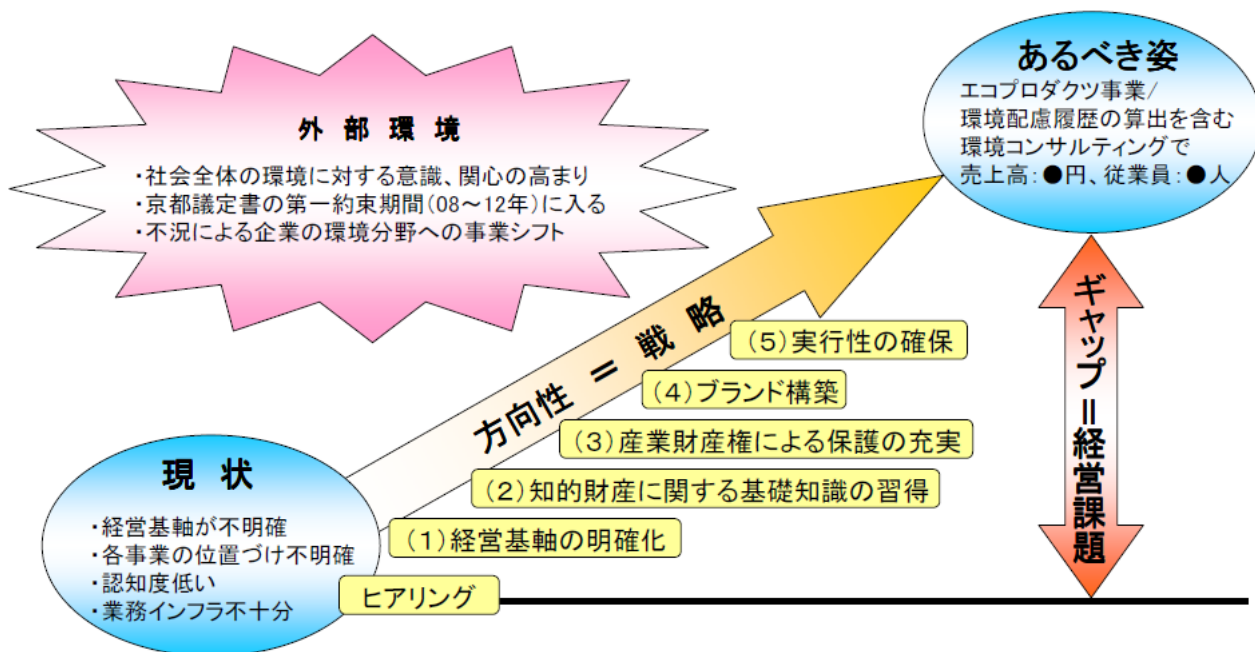 外 部 環 境
・社会全体の環境に対する意識、関心の高まり
・京都議定書の第一約束期間(08～12年)に入る
・不況による企業の環境分野への事業シフト
あるべき姿
エコプロダクツ事業/
環境配慮履歴の算出を含む
環境コンサルティングで
売上高：●円、従業員：●人
方向性 ＝ 戦 略
ギャップ＝経営課題
(5)実行性の確保
(4)ブランド構築
(3)産業財産権による保護の充実
(2)知的財産に関する基礎知識の習得
(1)経営基軸の明確化
現 状
・経営基軸が不明確
・各事業の位置づけ不明確
・認知度低い
・業務インフラ不十分
ヒアリング